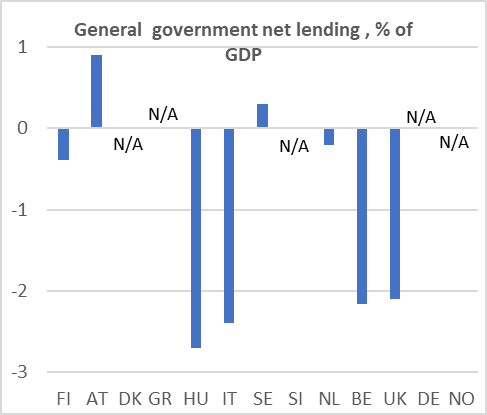 General government net lending , % of
GDP
1
N/A
N/A
0
N/A
N/A
N/A
-1
-2
-3
FI AT DK GR HU IT SE SI NL BE UK DE NO